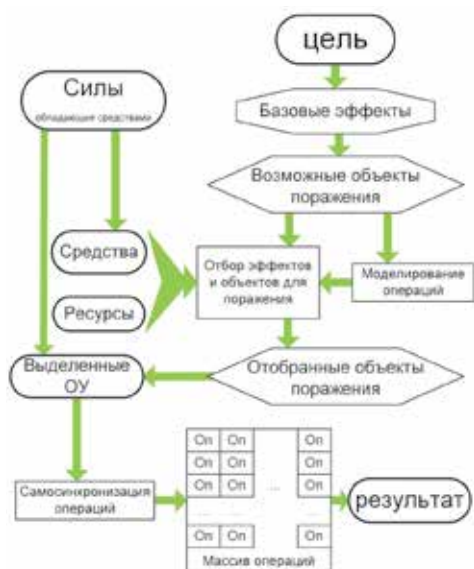 цель
Силы
обладающие средствами
Базовые эффекты
Возможные объекты
поражения
Средства
Отбор эффектов
и объектов для
поражения
Моделирование
операций
Ресурсы
Выделенные
ОУ
Отобранные объекты
поражения
Самосинхронизация
операций
Оп Оп Оп
Оп Оп Оп
Оп Оп ... Оп
... ... ...
Оп Оп Оп
Массив операций
результат